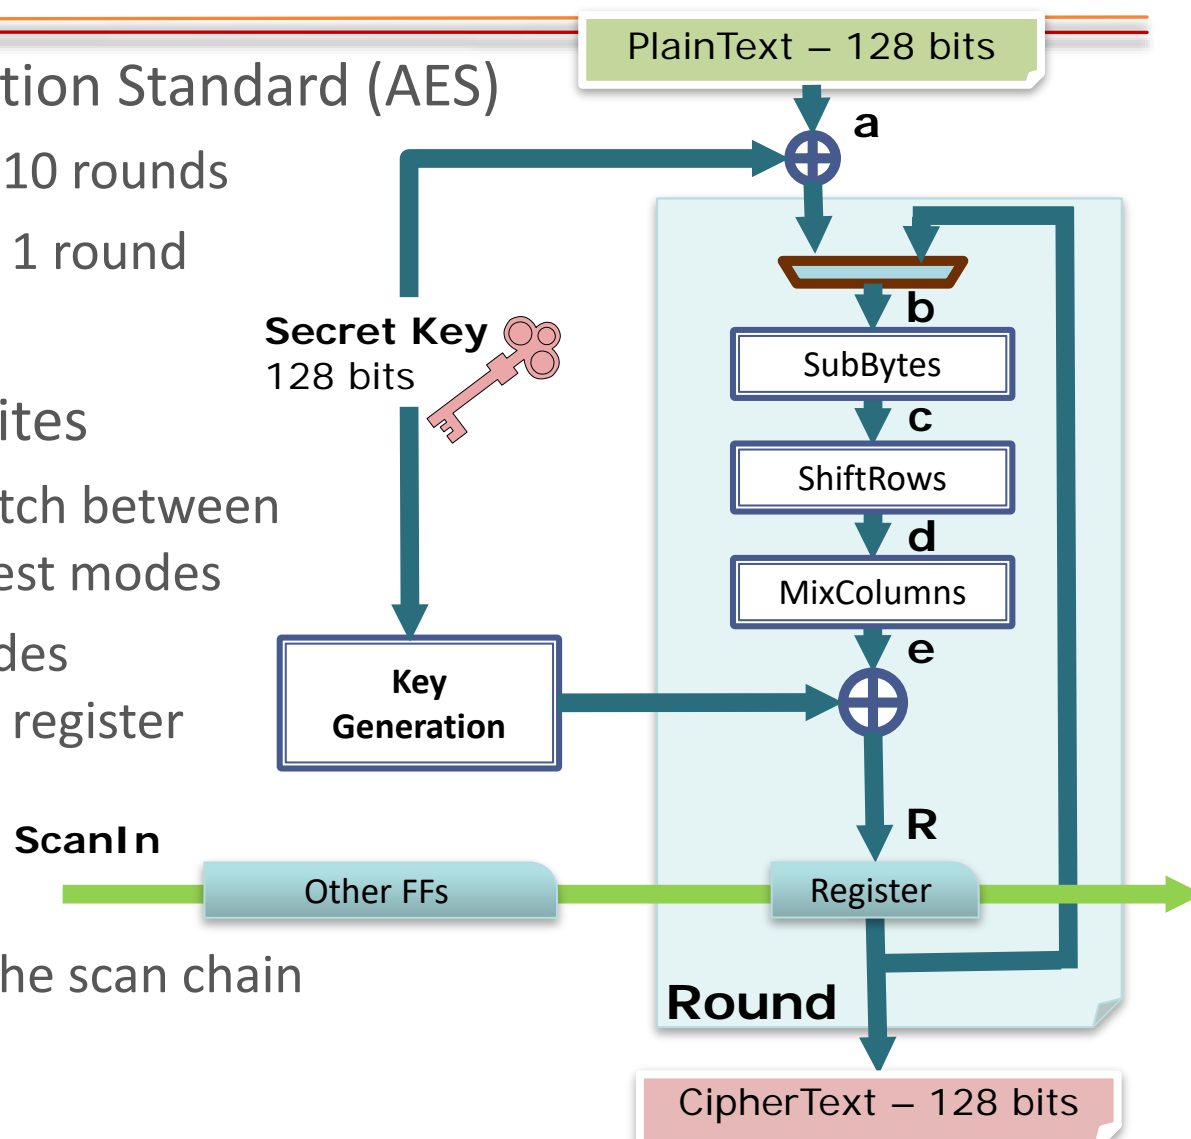 PlainText – 128 bits
tion Standard (AES)
a
10 rounds
1 round
b
Secret Key
128 bits
SubBytes
c
ites
ShiftRows
tch between
d
est modes
MixColumns
e
des
Key
Generation
register
R
ScanIn
Other FFs
Register
he scan chain
Round
CipherText – 128 bits